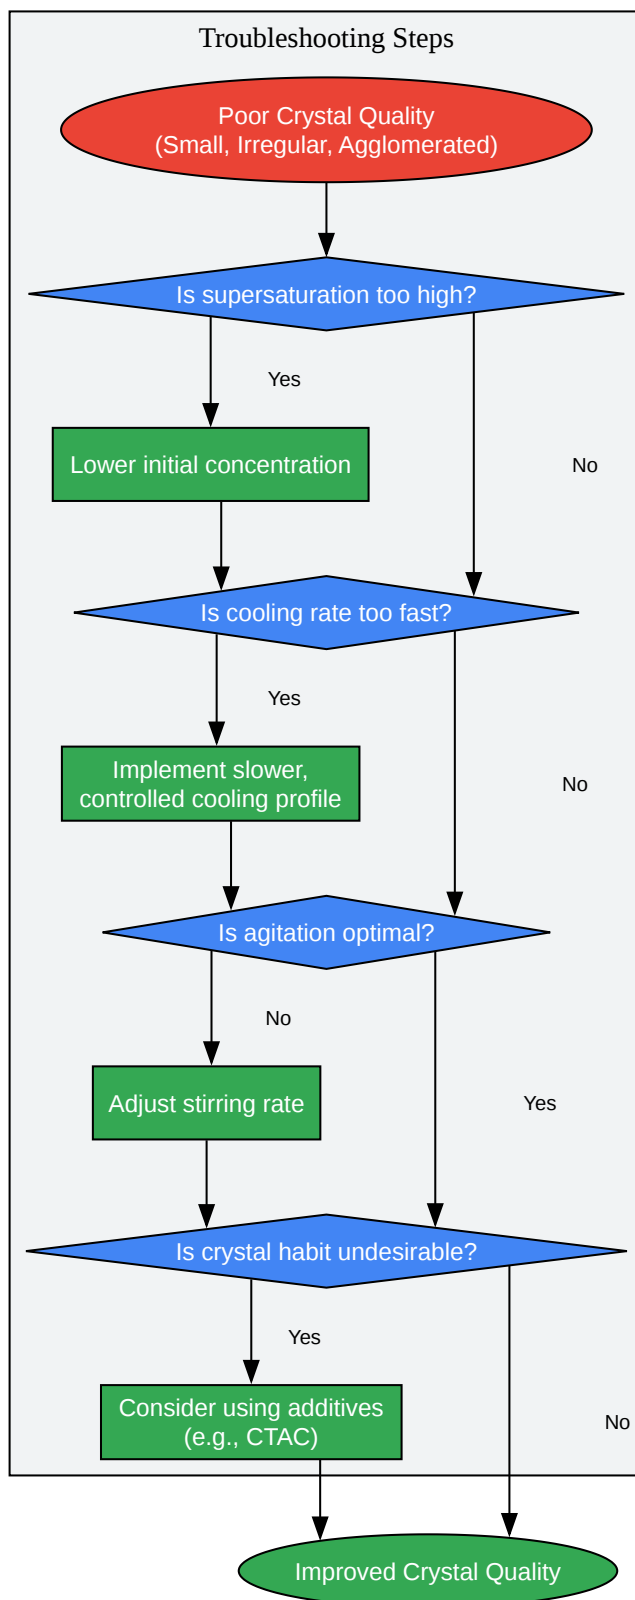 Troubleshooting Steps
Poor Crystal Quality
(Small, Irregular, Agglomerated)
Is supersaturation too high?
Yes
Lower initial concentration
No
Is cooling rate too fast?
Yes
Implement slower,
controlled cooling profile
No
Is agitation optimal?
No
Adjust stirring rate
Yes
Is crystal habit undesirable?
Yes
Consider using additives
(e.g., CTAC)
No
Improved Crystal Quality